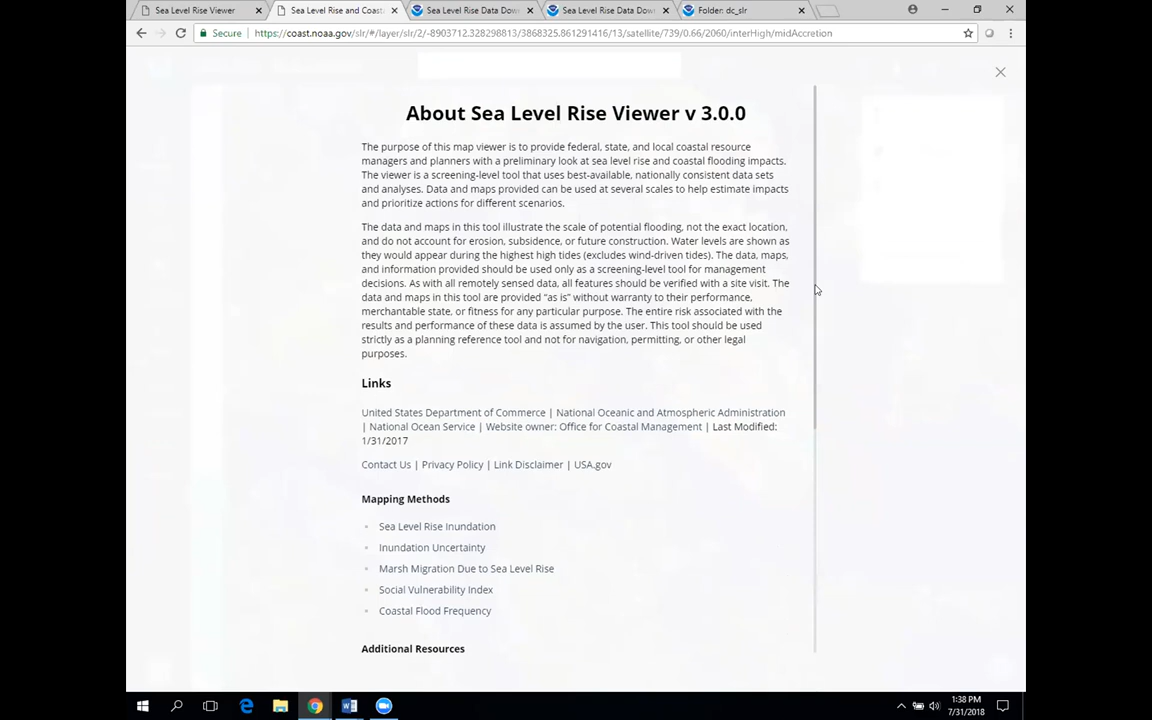 Sea Level Rise Viewer
Sea Level Rise and Coast
Sea Level Rise Data Dow
Sea Level Rise Data Dow
Folder: dc_slr
Secure
https://coast.noaa.gov/slr/#/layer/slr/2/-8903712.328298813/3868325.861291416/13/satellite/739/0.66/2060/interHigh/midAccretion
About Sea Level Rise Viewer v 3.0.0
The purpose of this map viewer is to provide federal, state, and local coastal resource
managers and planners with a preliminary look at sea level rise and coastal flooding impacts.
The viewer is a screening-level tool that uses best-available, nationally consistent data sets
and analyses. Data and maps provided can be used at several scales to help estimate impacts
and prioritize actions for different scenarios.
The data and maps in this tool illustrate the scale of potential flooding, not the exact location,
and do not account for erosion, subsidence, or future construction. Water levels are shown as
they would appear during the highest high tides (excludes wind-driven tides). The data, maps,
and information provided should be used only as a screening-level tool for management
decisions. As with all remotely sensed data, all features should be verified with a site visit. The
data and maps in this tool are provided “as is” without warranty to their performance,
merchantable state, or fitness for any particular purpose. The entire risk associated with the
results and performance of these data is assumed by the user. This tool should be used
strictly as a planning reference tool and not for navigation, permitting, or other legal
purposes.
Links
United States Department of Commerce | National Oceanic and Atmospheric Administration
| National Ocean Service | Website owner: Office for Coastal Management | Last Modified:
1/31/2017
Contact Us | Privacy Policy | Link Disclaimer | USA.gov
Mapping Methods
Sea Level Rise Inundation
Inundation Uncertainty
Marsh Migration Due to Sea Level Rise
Social Vulnerability Index
Coastal Flood Frequency
Additional Resources
1:38 PM
7/31/2018